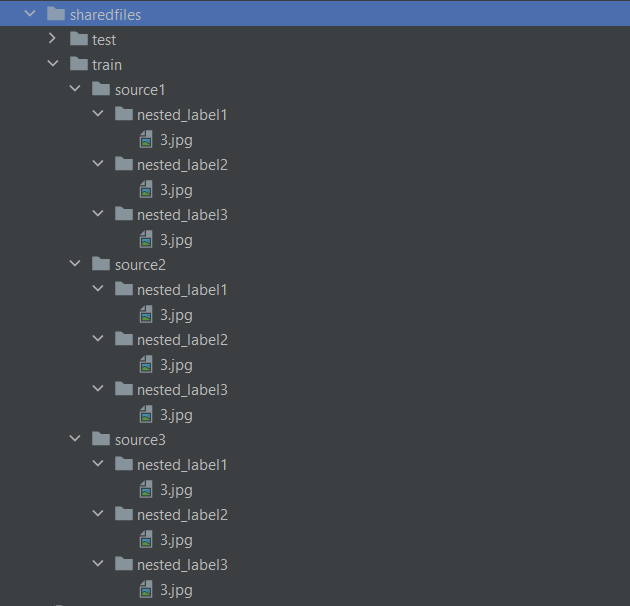 sharedfiles
test
train
source1
nested_label1
3.jpg
nested_label2
3.jpg
nested_label3
3.jpg
source2
nested_label1
3.jpg
nested_label2
3.jpg
nested_label3
3.jpg
source3
nested_label1
3.jpg
nested_label2
3.jpg
nested_label3
3.jpg